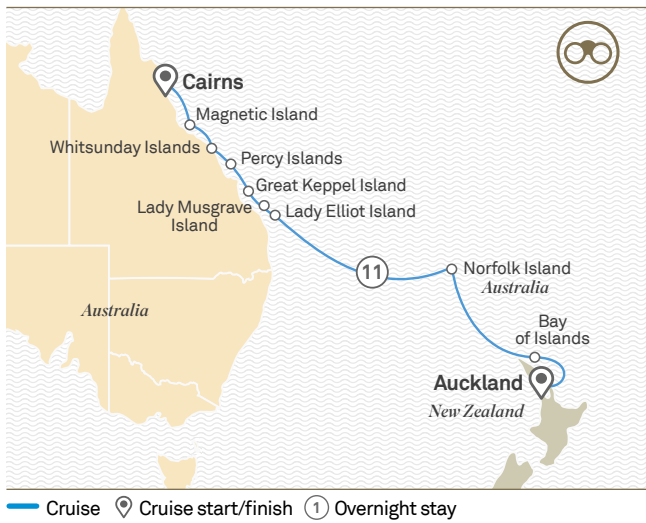 Cairns
Magnetic Island
Whitsunday Islands
Percy Islands
Great Keppel Island
Lady Musgrave
Island
Lady Elliot Island
11
Norfolk Island
Australia
Australia
Bay
of Islands
Auckland
New Zealand
Cruise
Cruise start/finish
1
Overnight stay